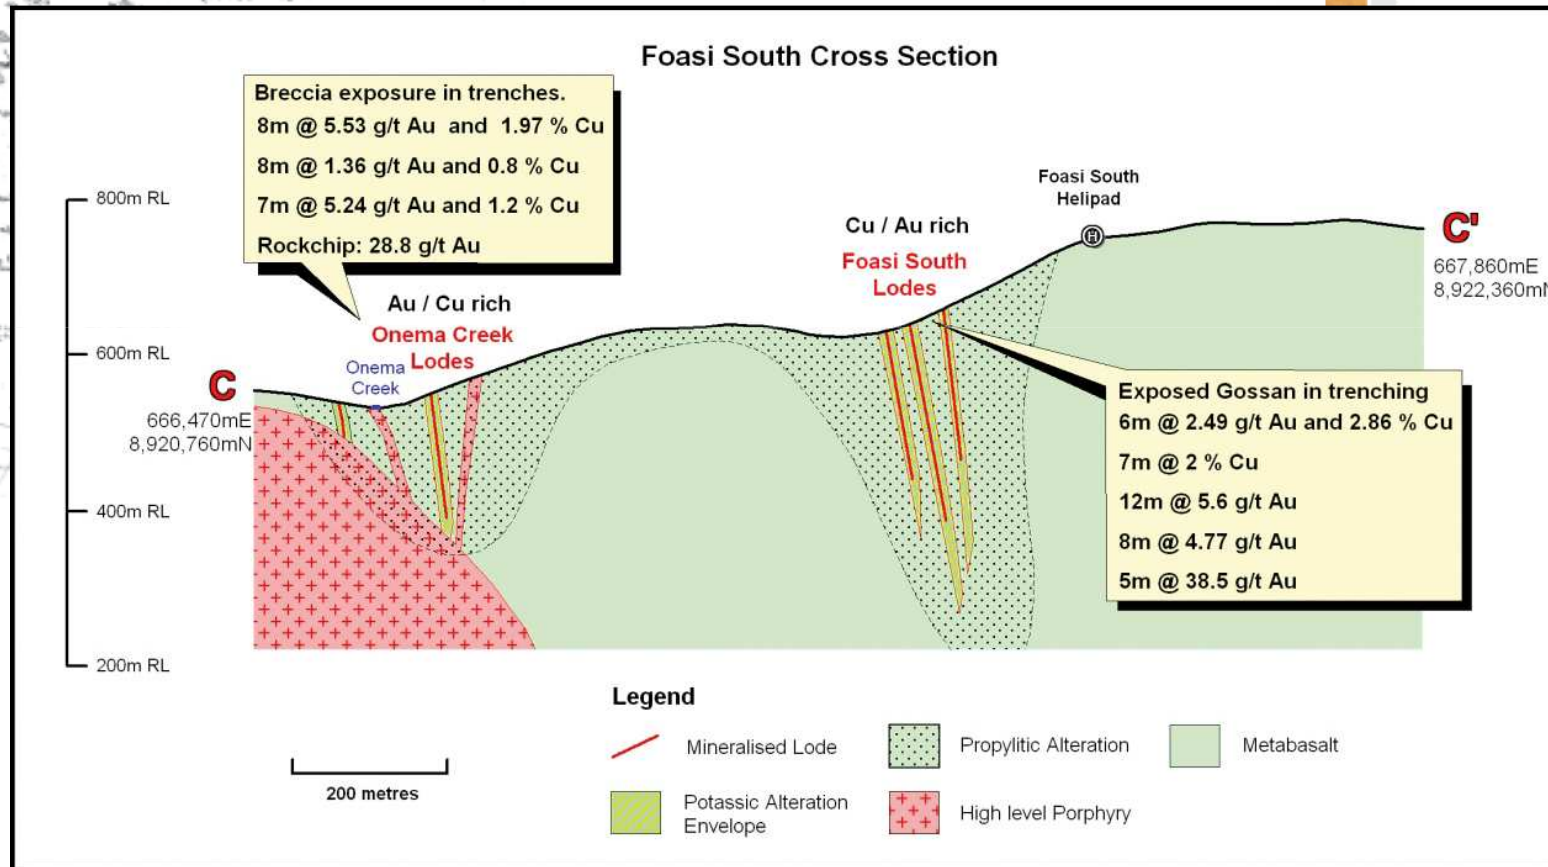 Foasi South Cross Section
Breccia exposure in trenches.
8m @ 5.53 g/t Au and 1.97 % Cu
8m @ 1.36 g/t Au and 0.8 % Cu
7m @ 5.24 g/t Au and 1.2 % Cu
Rockchip: 28.8 g/t Au
800m RL
600m RL
400m RL
200m RL
Au / Cu rich
Onema Creek
Lodes
Onema
Creek
C
666,470mE
8,920,760mN
Cu / Au rich
Foasi South
Lodes
Foasi South
Helipad
H
C'
667,860mE
8,922,360mN
Exposed Gossan in trenching
6m @ 2.49 g/t Au and 2.86 % Cu
7m @ 2 % Cu
12m @ 5.6 g/t Au
8m @ 4.77 g/t Au
5m @ 38.5 g/t Au
200 metres
Legend
Mineralised Lode
Propylitic Alteration
Metabasalt
Potassic Alteration
Envelope
High level Porphyry